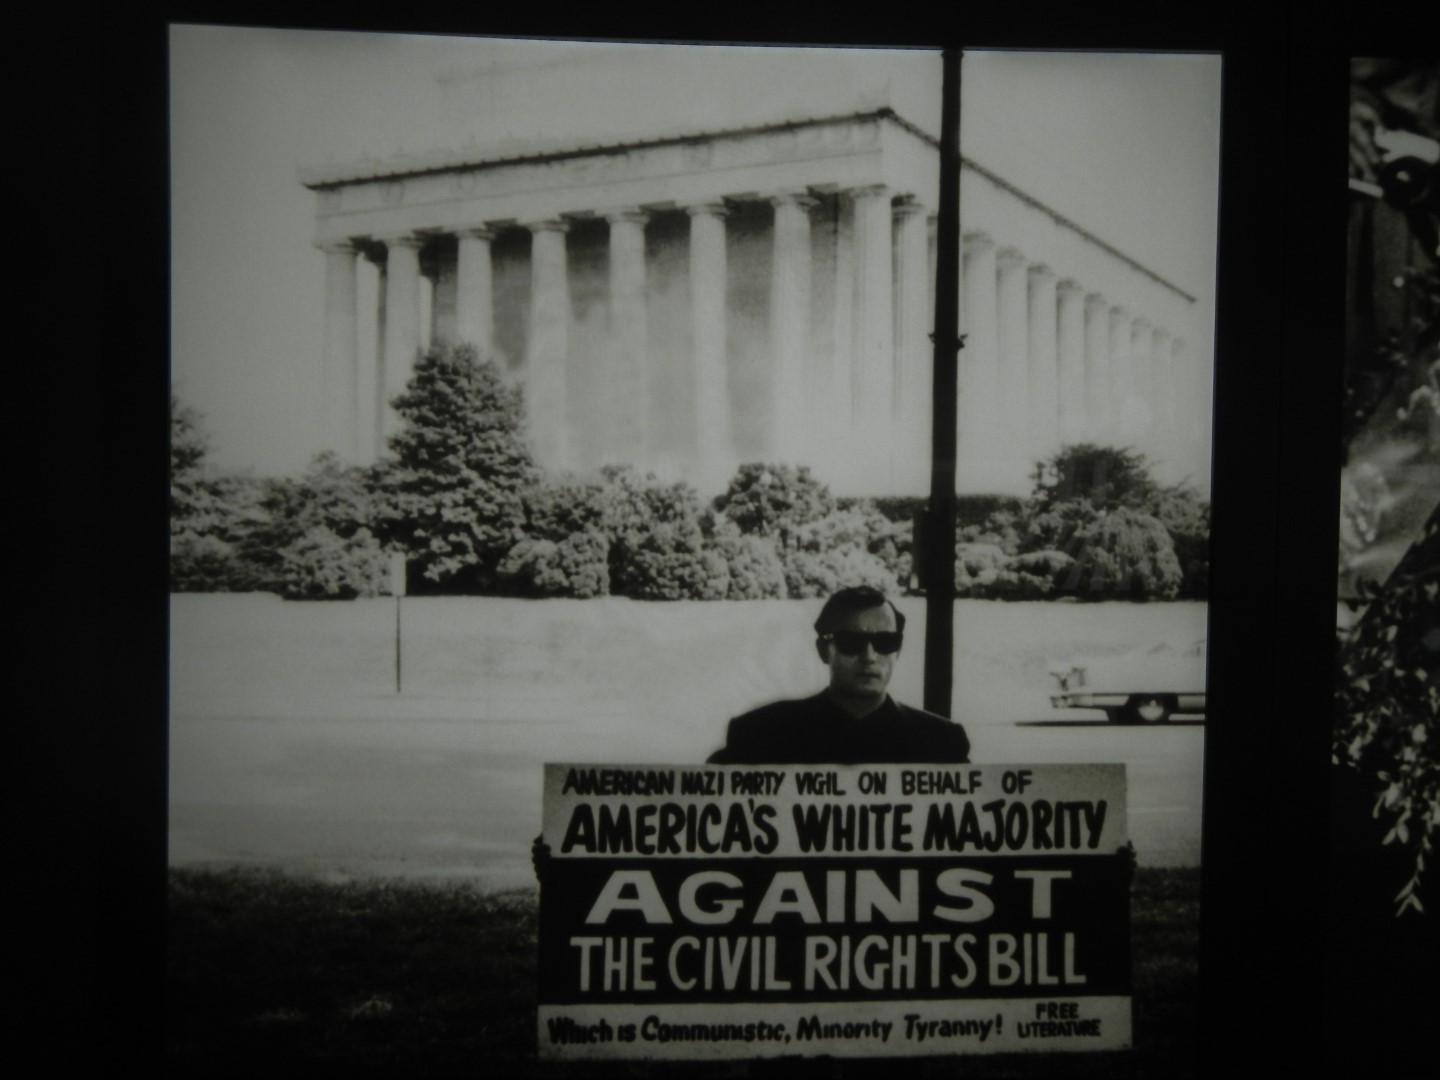 AMERICAN NAZI PARTY VIGIL ON BEHALF OF
AMERICA'S WHITE MAJORITY
AGAINST
THE CIVIL RIGHTS BILL
Which is Communistic, Minority Tyranny!
FREE
LITERATURE